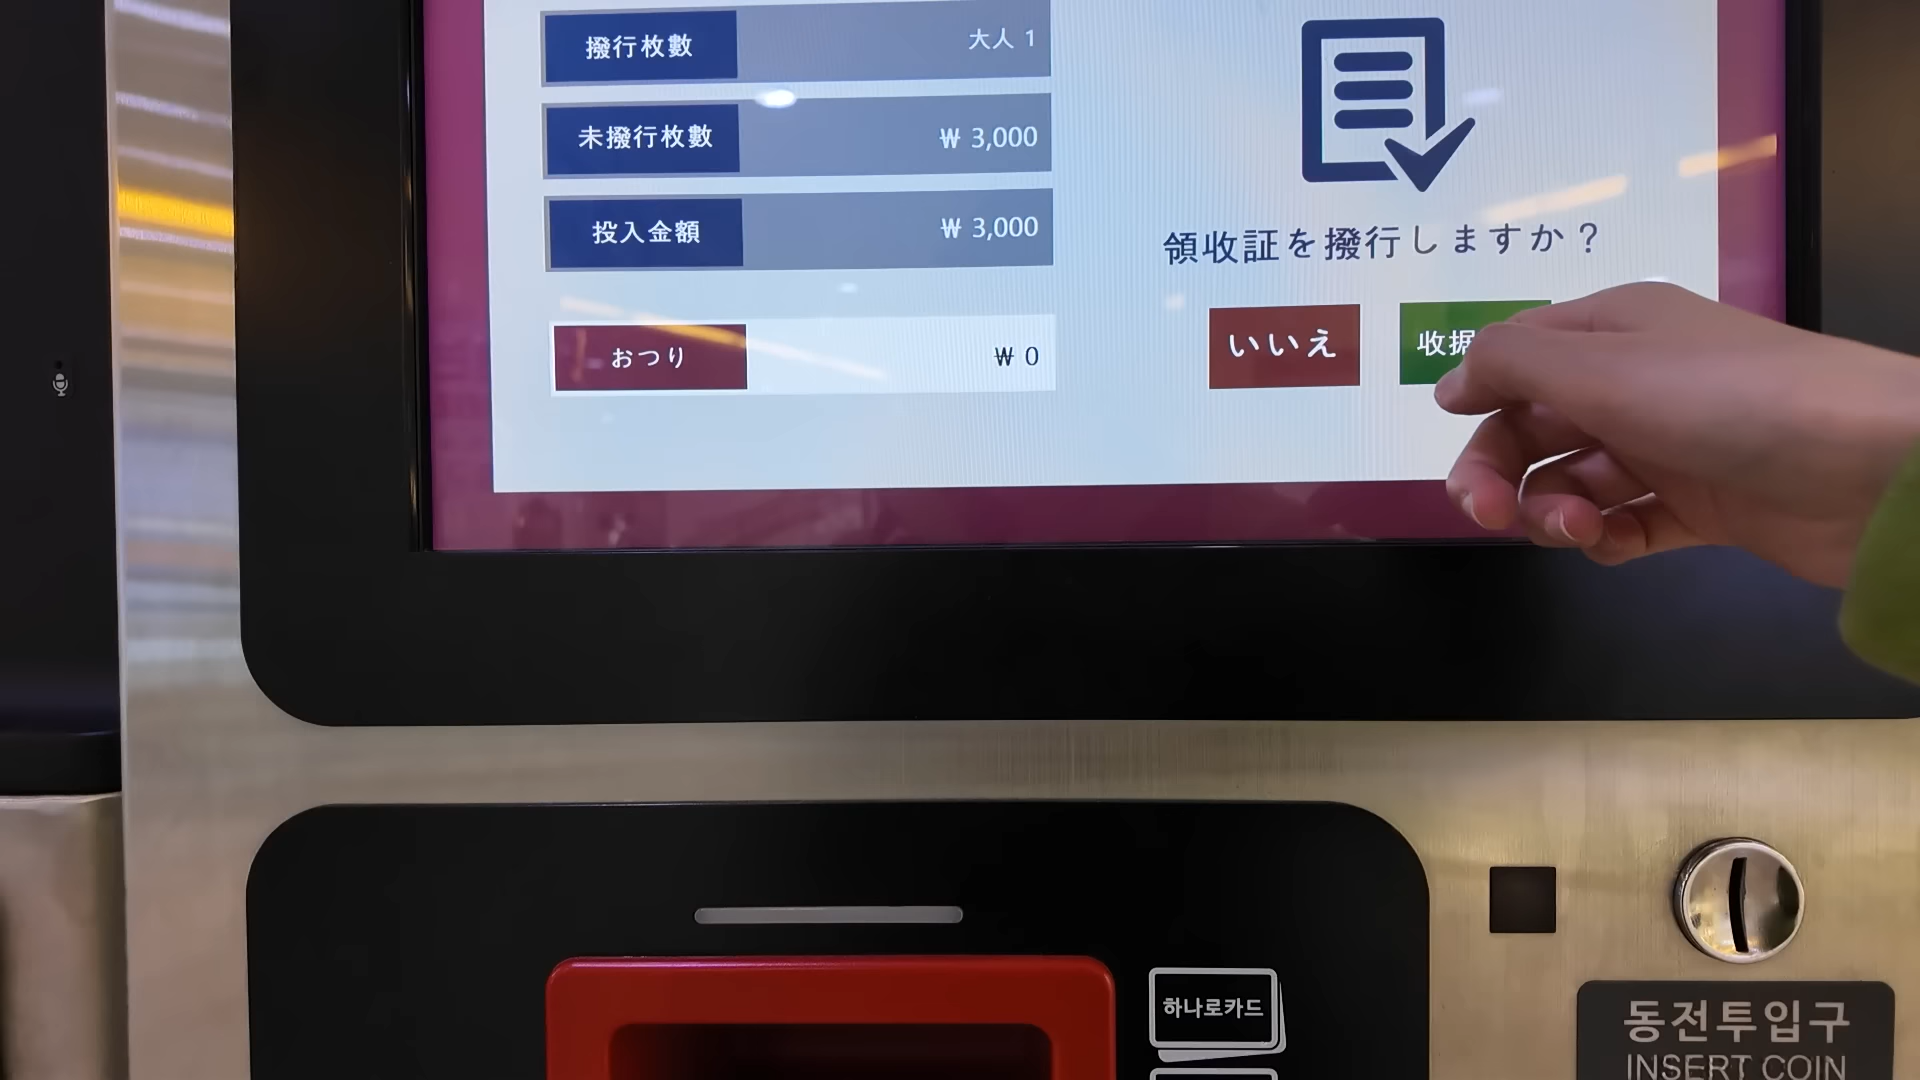 撥行枚數 大人 1
未撥行枚數 ₩ 3,000
投入金額 ₩ 3,000
おつり ₩ 0
領收証を撥行しますか？
いいえ 收据
하나로카드
동전투입구
INSERT COIN